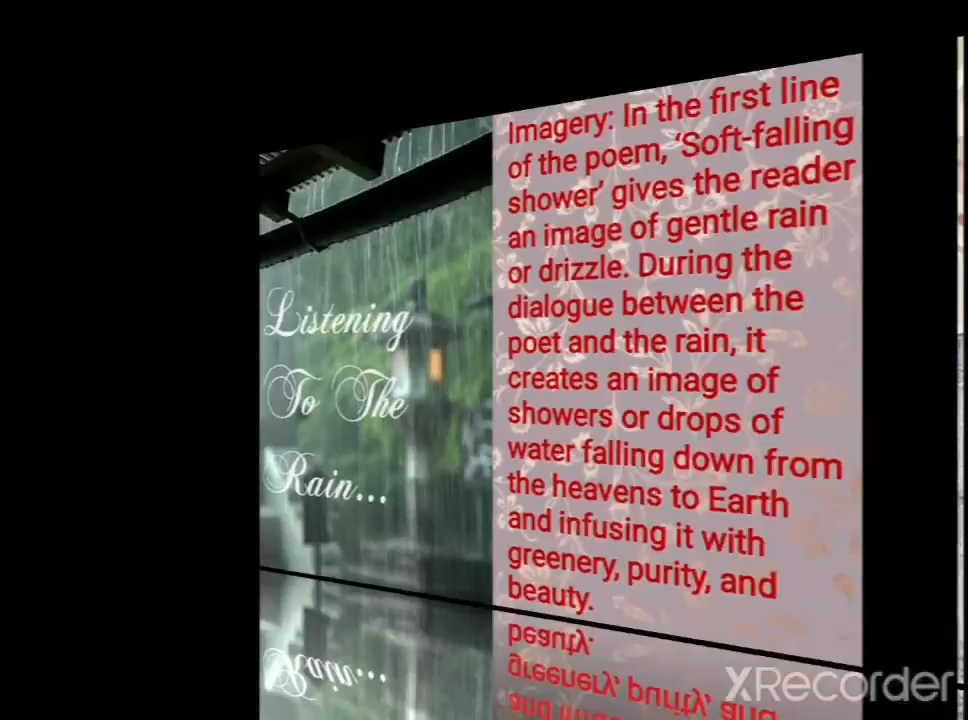 Listening
To The
Rain...
Imagery: In the first line
of the poem, ‘Soft-falling
shower’ gives the reader
an image of gentle rain
or drizzle. During the
dialogue between the
poet and the rain, it
creates an image of
showers or drops of
water falling down from
the heavens to Earth
and infusing it with
greenery, purity, and
beauty.
XRecorder